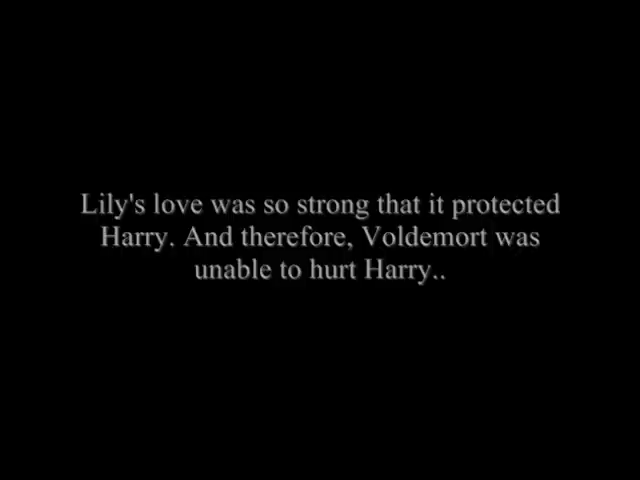 Lily's love was so strong that it protected
Harry. And therefore, Voldemort was
unable to hurt Harry..